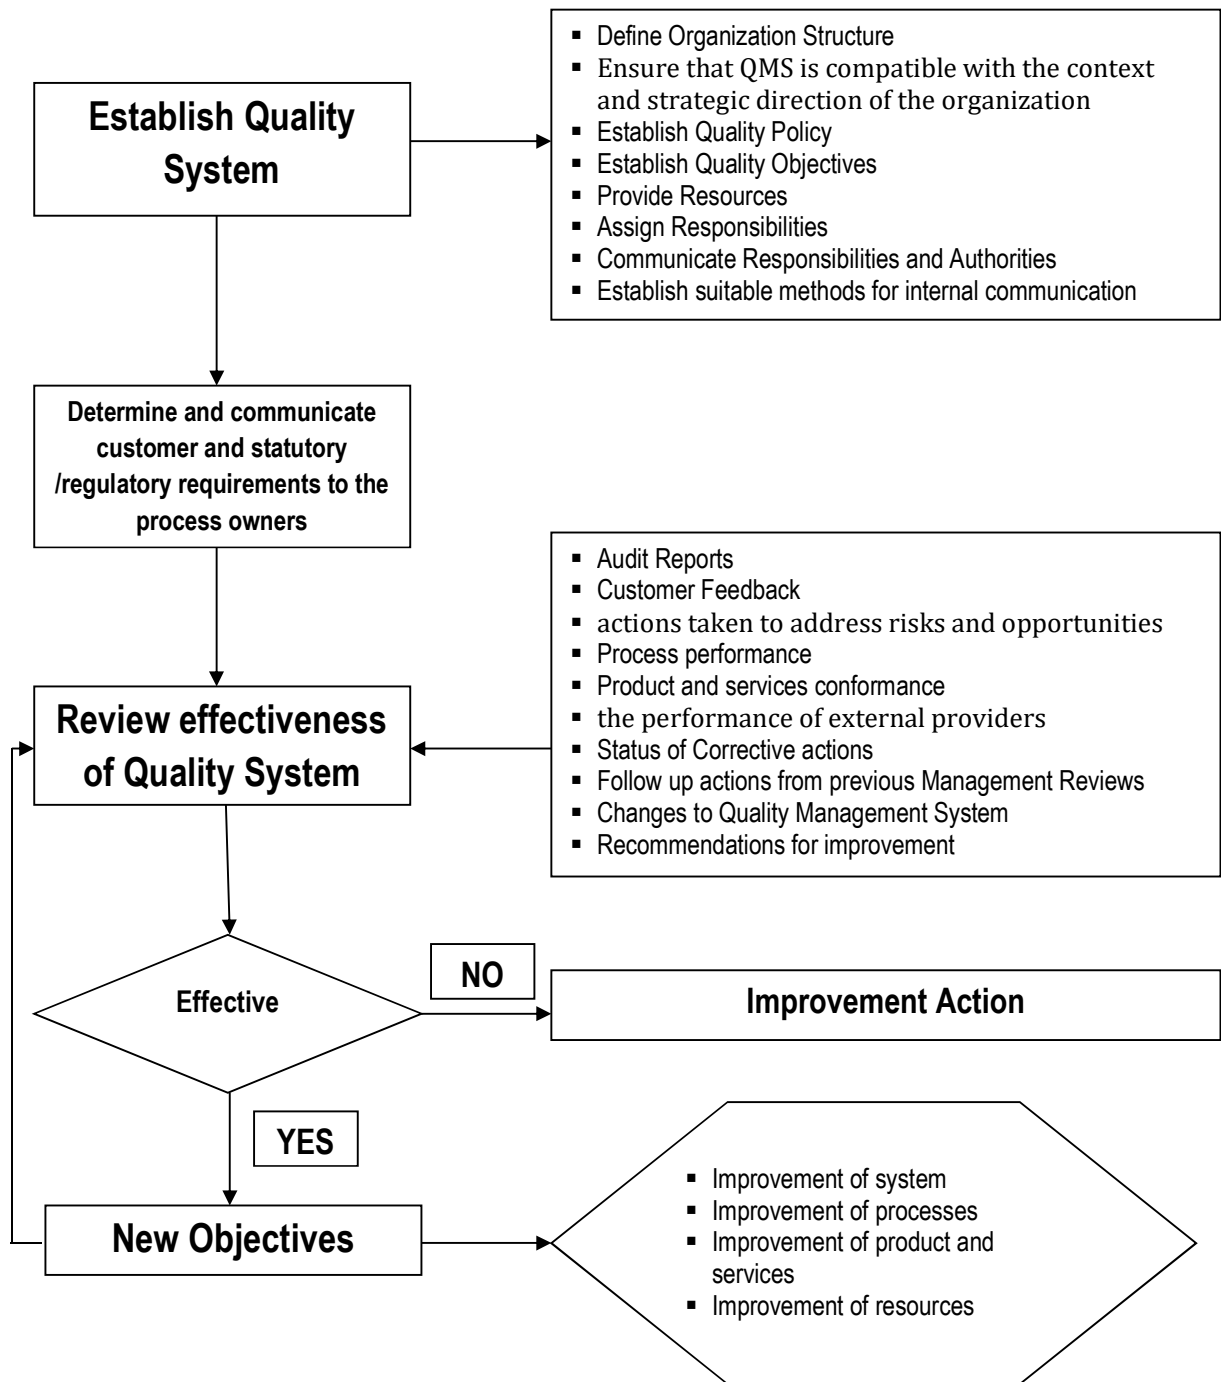 Establish Quality
System
▪ Define Organization Structure
▪ Ensure that QMS is compatible with the context
and strategic direction of the organization
▪ Establish Quality Policy
▪ Establish Quality Objectives
▪ Provide Resources
▪ Assign Responsibilities
▪ Communicate Responsibilities and Authorities
▪ Establish suitable methods for internal communication
Determine and communicate
customer and statutory
/regulatory requirements to the
process owners
Review effectiveness
of Quality System
▪ Audit Reports
▪ Customer Feedback
▪ actions taken to address risks and opportunities
▪ Process performance
▪ Product and services conformance
▪ the performance of external providers
▪ Status of Corrective actions
▪ Follow up actions from previous Management Reviews
▪ Changes to Quality Management System
▪ Recommendations for improvement
Effective
NO
Improvement Action
YES
New Objectives
▪ Improvement of system
▪ Improvement of processes
▪ Improvement of product and
services
▪ Improvement of resources